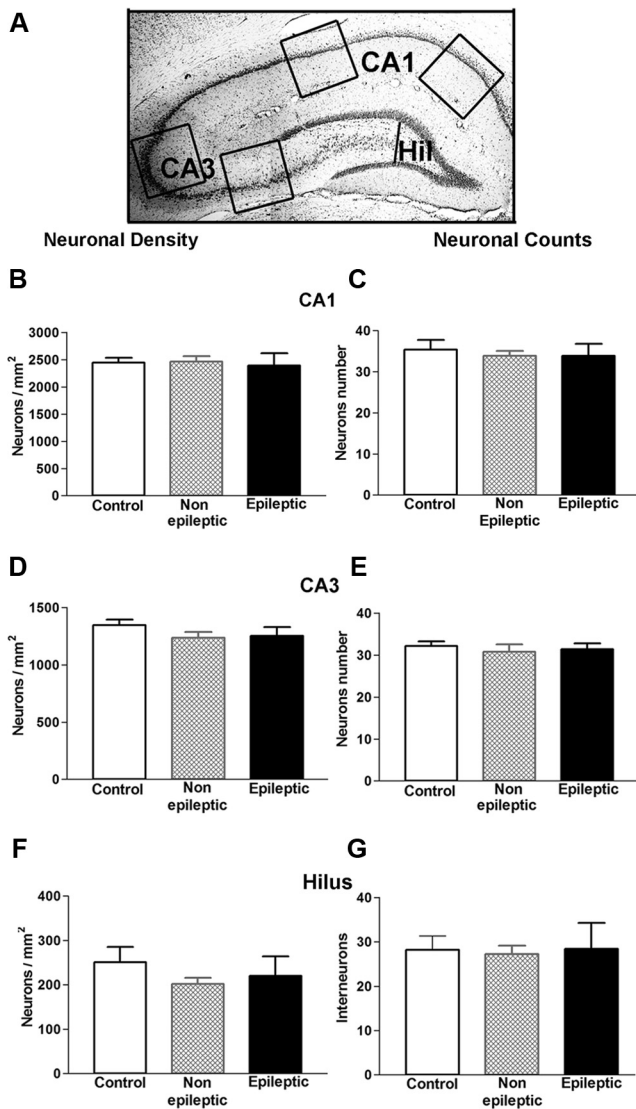 A
CA1
CA3
Hil
Neuronal Density
Neuronal Counts
B
C
CA1
Neurons / mm²
3000
2500
2000
1500
1000
500
0
Control
Non
epileptic
Epileptic
Neurons number
40
30
20
10
0
Control
Non
Epileptic
Epileptic
D
E
CA3
Neurons / mm²
1500
1000
500
0
Control
Non
epileptic
Epileptic
Neurons number
40
30
20
10
0
Control
Non
epileptic
Epileptic
F
G
Hilus
Neurons / mm²
400
300
200
100
0
Control
Non
epileptic
Epileptic
Interneurons
40
30
20
10
0
Control
Non
epileptic
Epileptic